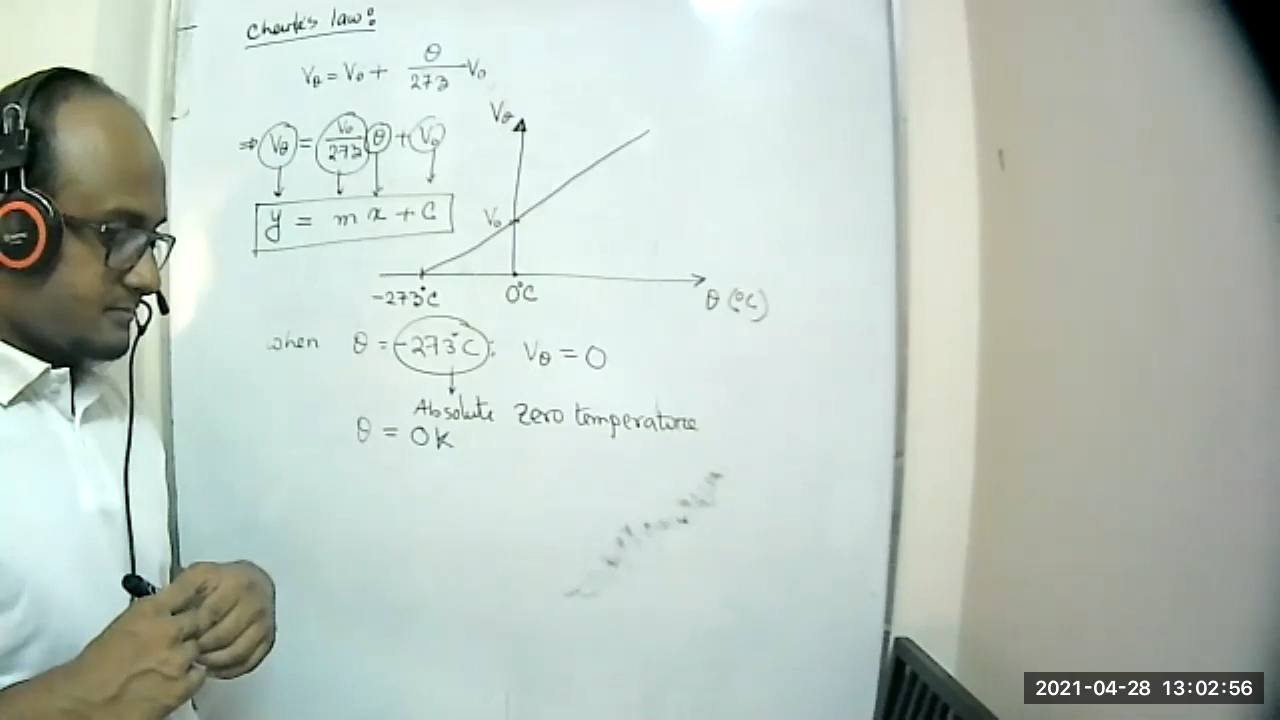 Charle's law:
Vθ = V₀ + θ/273 V₀
⇒ Vθ = V₀/273 θ + V₀
y = m x + C
Vθ
V₀
-273°C 0°C θ (°C)
when θ = -273°C; Vθ = 0
Absolute Zero temperature
θ = 0K
2021-04-28 13:02:56